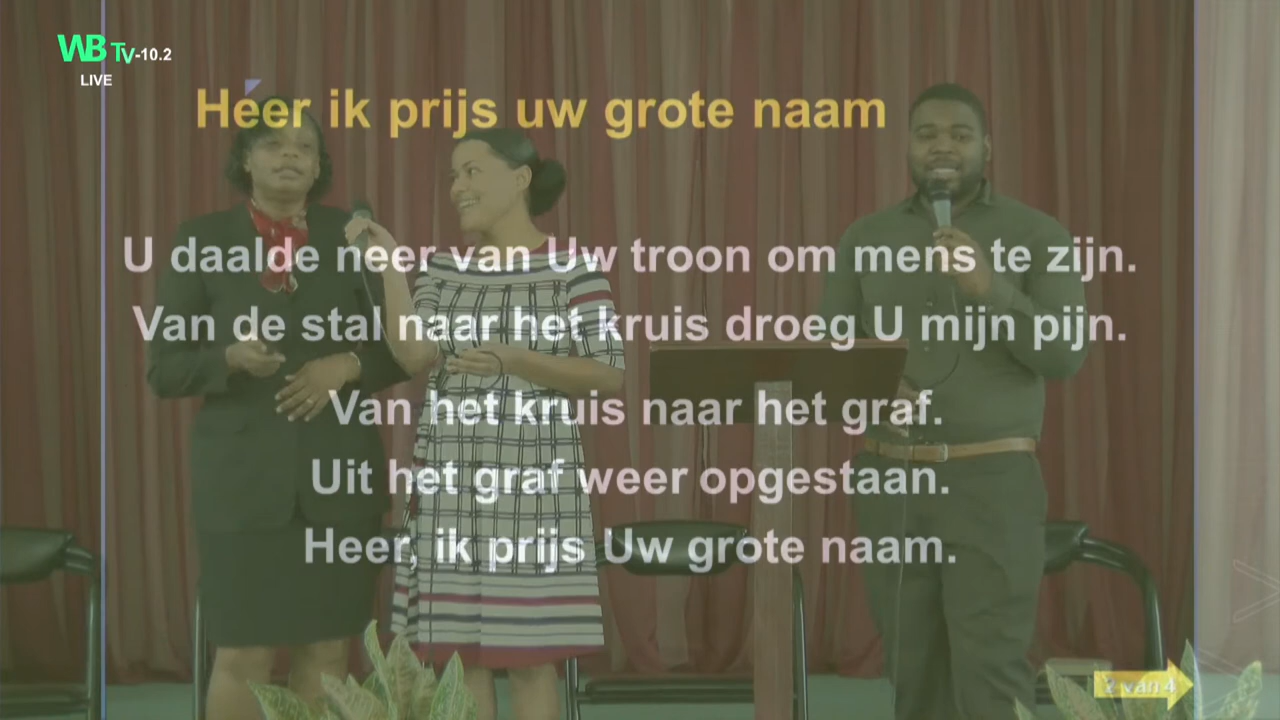 WB TV-10.2
LIVE
Heer ik prijs uw grote naam
U daalde neer van Uw troon om mens te zijn.
Van de stal naar het kruis droeg U mijn pijn.
Van het kruis naar het graf.
Uit het graf weer opgestaan.
Heer, ik prijs Uw grote naam.
2 van 4